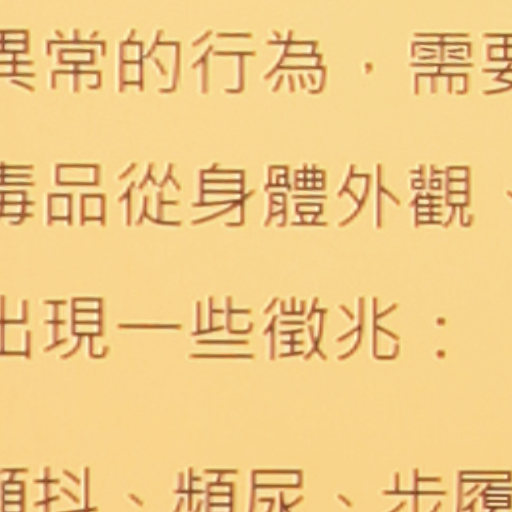 異常的行為，需要
毒品從身體外觀、
出現一些徵兆：
顫抖、頻尿、步履